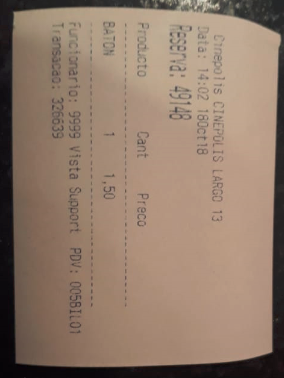 Cinepolis CINEPOLIS LARGO 13
Data: 14:02 18Oct18
Reserva: 49148
Producto Cant Preco
BATON 1 1,50
Funcionario: 9999 Vista Support PDV: 005BIL01
Transacao: 326639